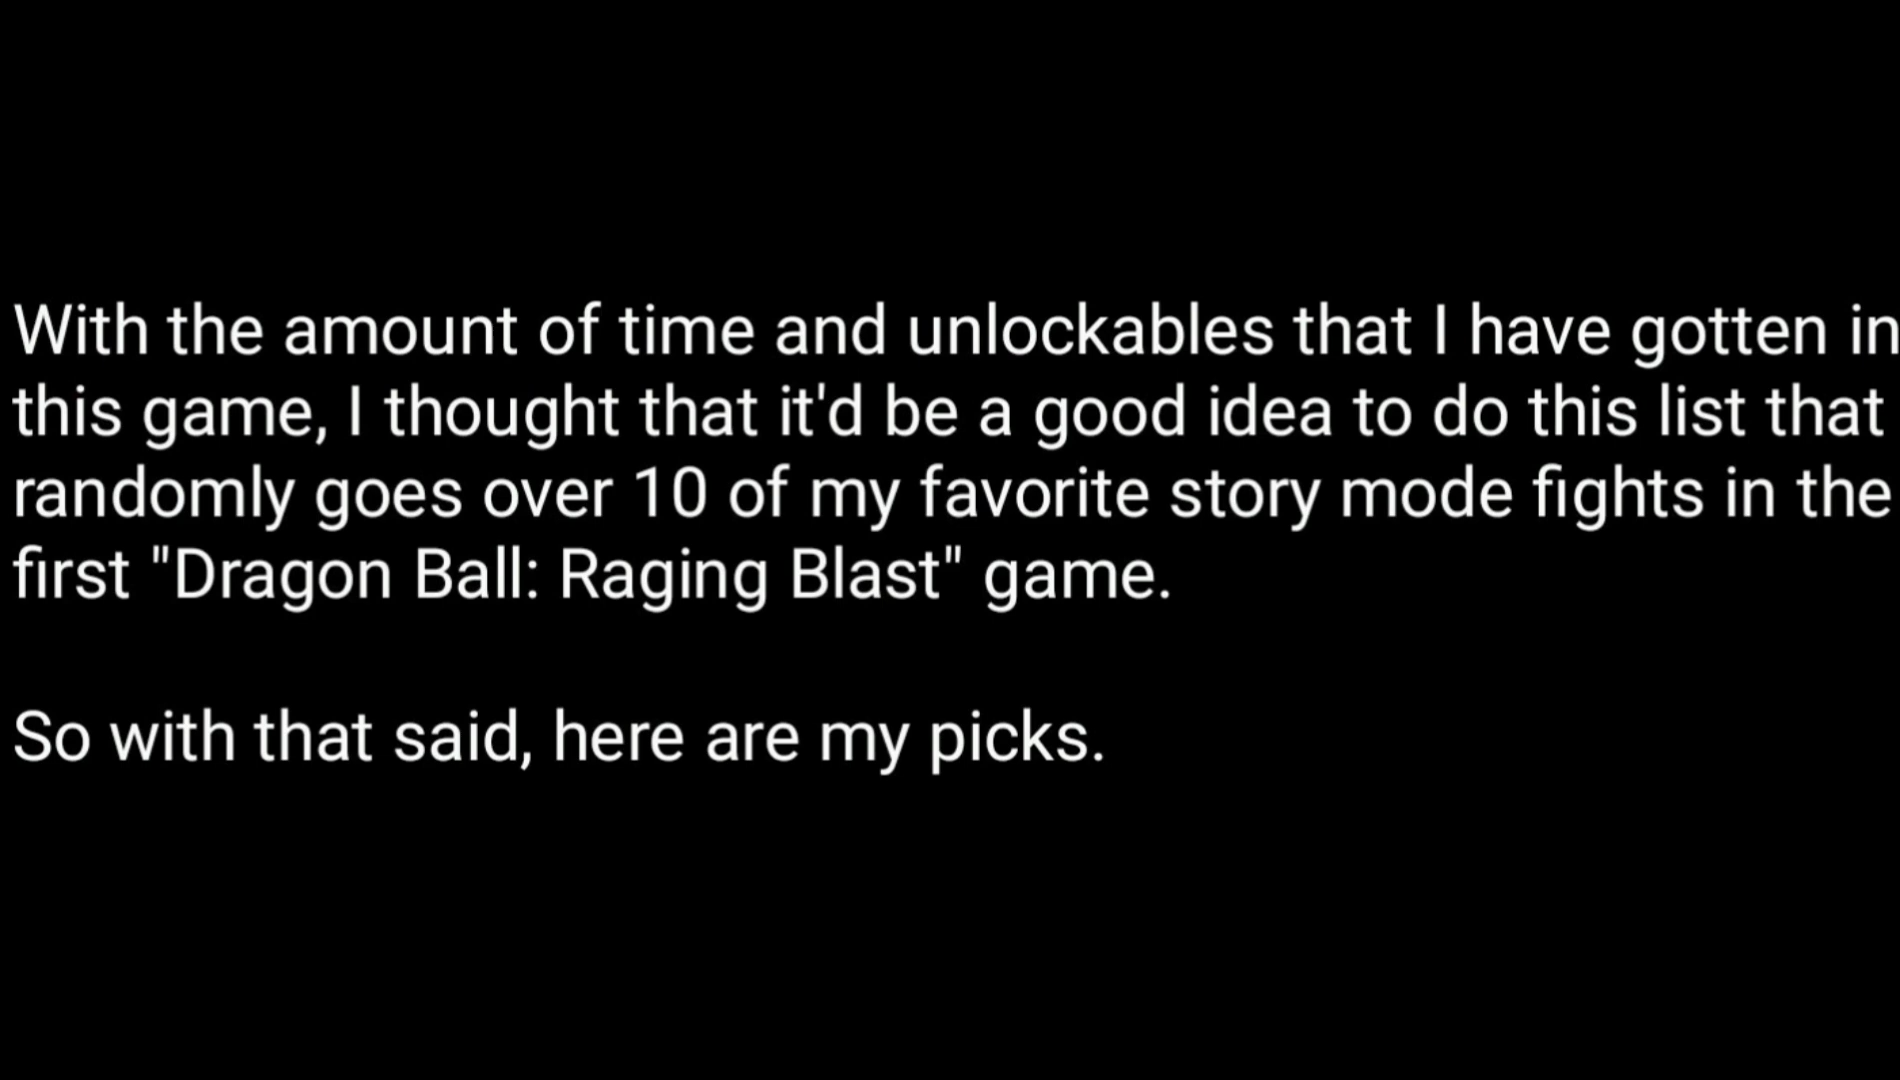 With the amount of time and unlockables that I have gotten in
this game, I thought that it'd be a good idea to do this list that
randomly goes over 10 of my favorite story mode fights in the
first "Dragon Ball: Raging Blast" game.
So with that said, here are my picks.